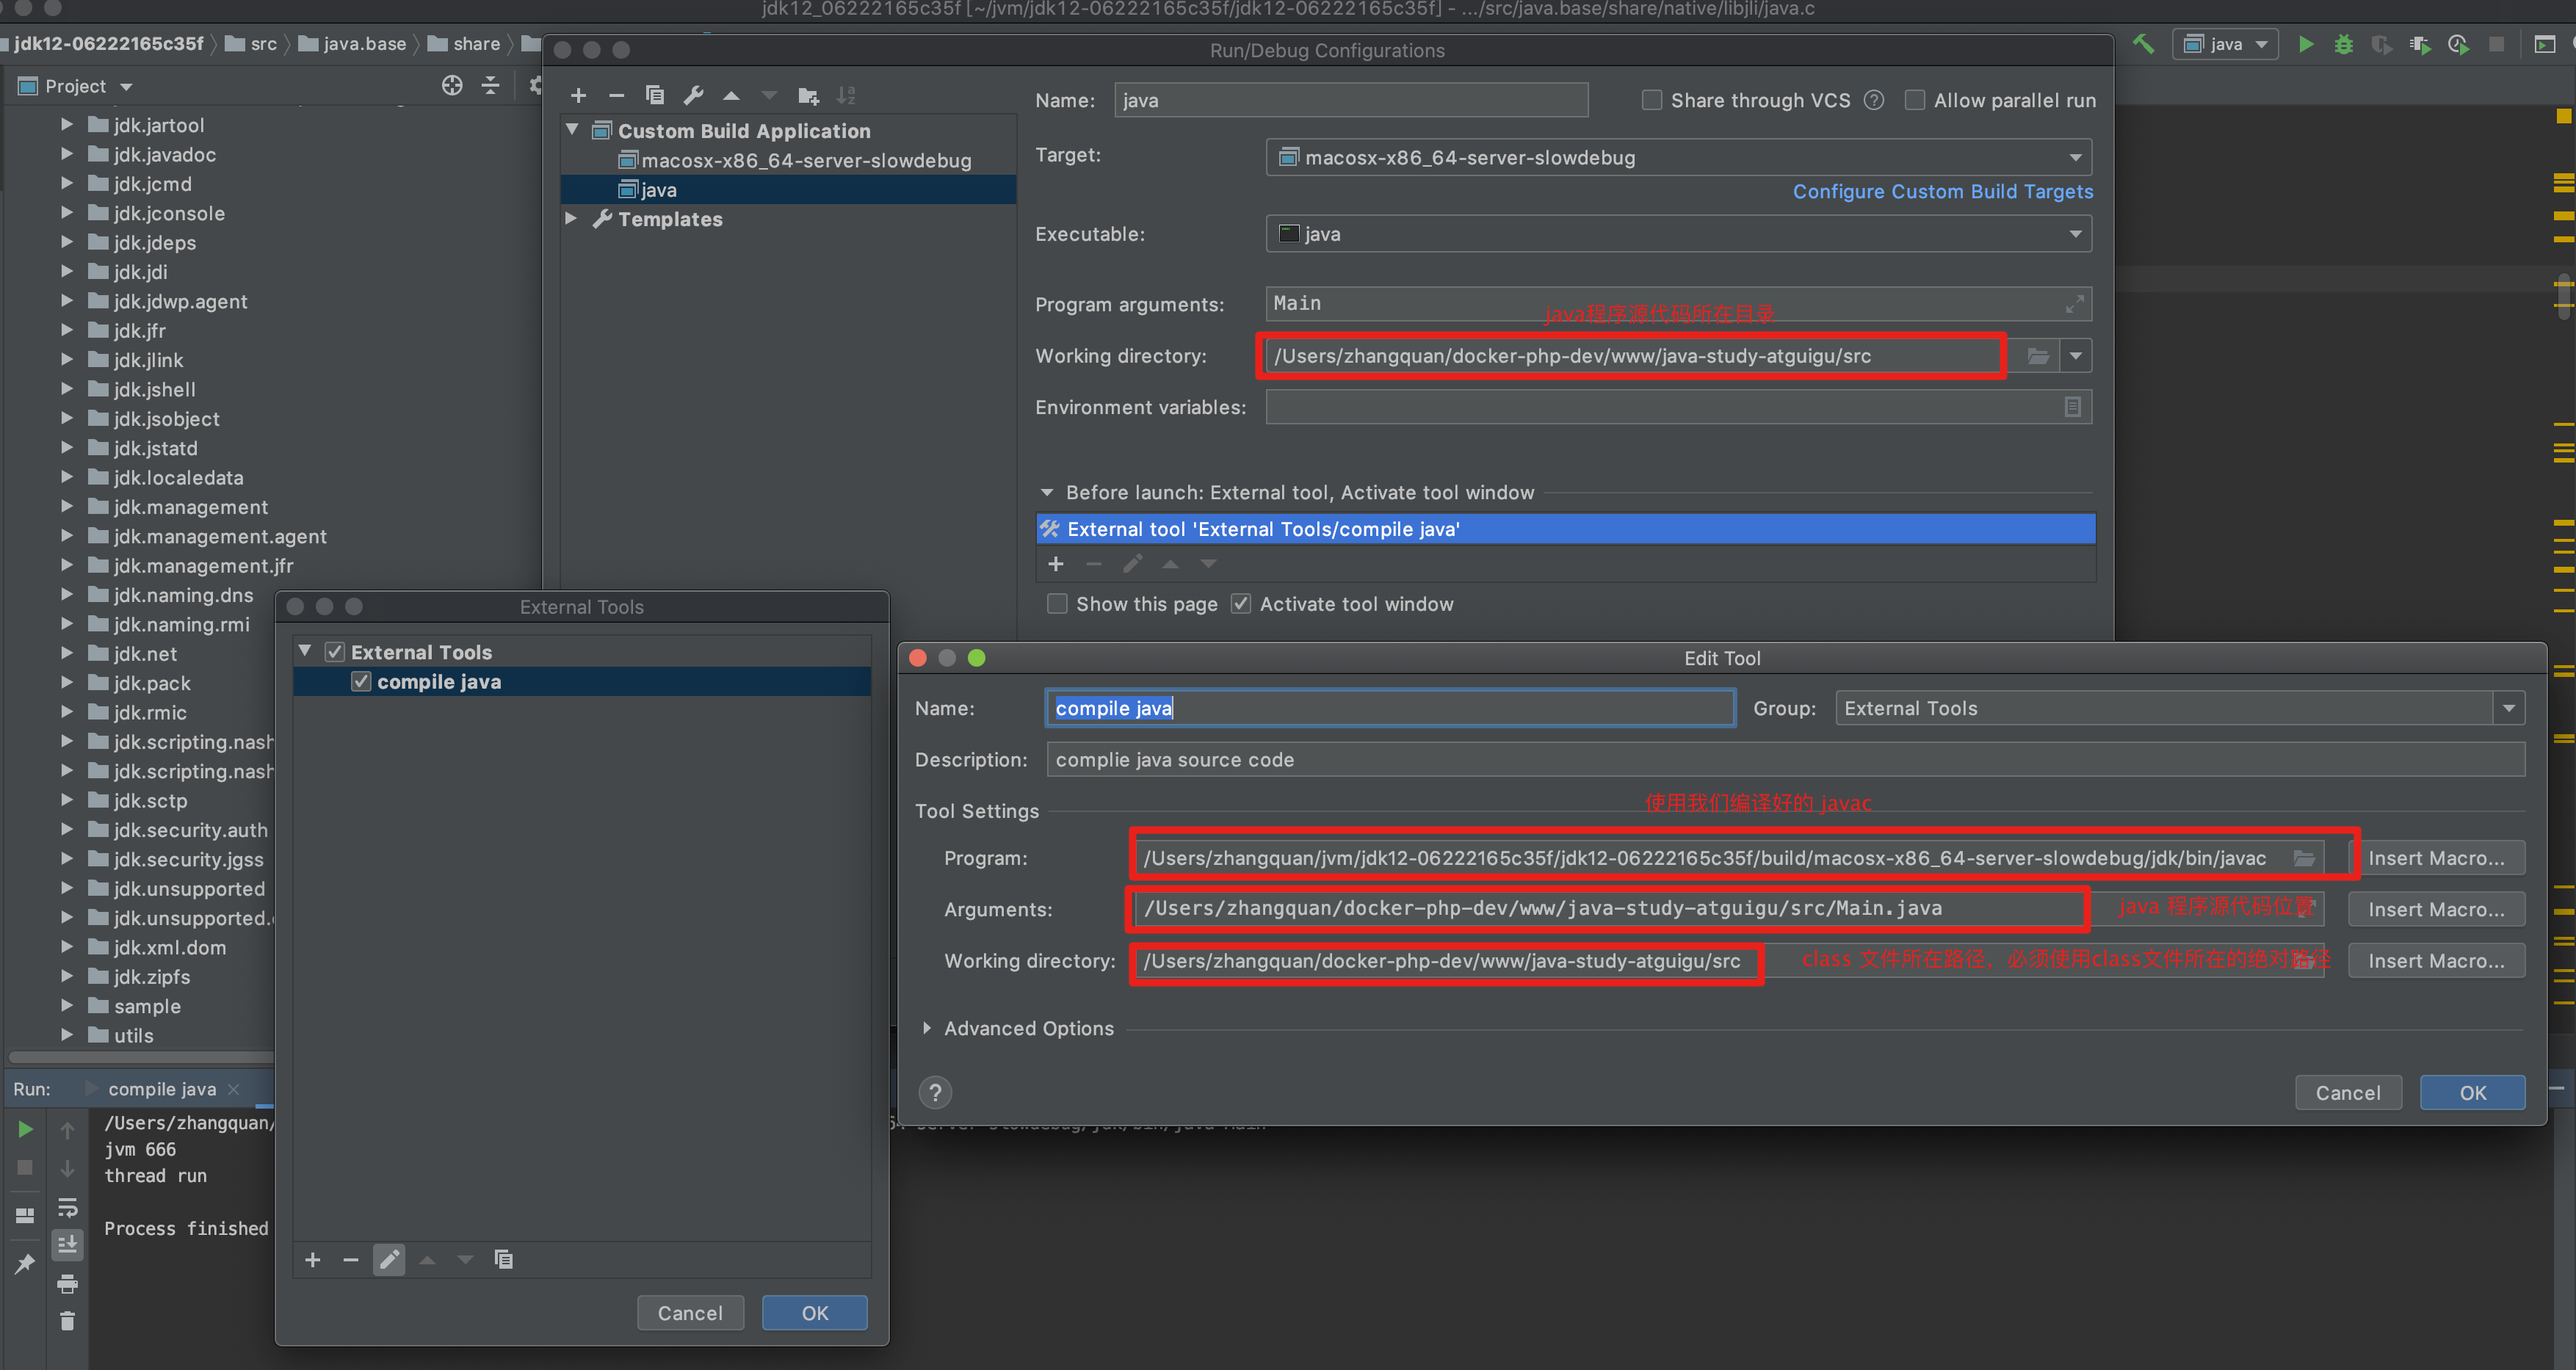 jdk12_06222165c35f [~/jvm/jdk12-06222165c35f/jdk12-06222165c35f] - .../src/java.base/share/native/libjli/java.c
jdk12-06222165c35f
src
java.base
share
java
Project
jdk.jartool
jdk.javadoc
jdk.jcmd
jdk.jconsole
jdk.jdeps
jdk.jdi
jdk.jdwp.agent
jdk.jfr
jdk.jlink
jdk.jshell
jdk.jsobject
jdk.jstatd
jdk.localedata
jdk.management
jdk.management.agent
jdk.management.jfr
jdk.naming.dns
jdk.naming.rmi
jdk.net
jdk.pack
jdk.rmic
jdk.scripting.nash
jdk.scripting.nash
jdk.sctp
jdk.security.auth
jdk.security.jgss
jdk.unsupported
jdk.unsupported.
jdk.xml.dom
jdk.zipfs
sample
utils
Run/Debug Configurations
Custom Build Application
macosx-x86_64-server-slowdebug
java
Templates
Name: java
Share through VCS
Allow parallel run
Target: macosx-x86_64-server-slowdebug
Configure Custom Build Targets
Executable: java
Program arguments: Main
java程序源代码所在目录
Working directory: /Users/zhangquan/docker-php-dev/www/java-study-atguigu/src
Environment variables:
Before launch: External tool, Activate tool window
External tool 'External Tools/compile java'
Show this page
Activate tool window
External Tools
External Tools
compile java
Cancel
OK
Edit Tool
Name: compile java
Group: External Tools
Description: complie java source code
使用我们编译好的 javac
Tool Settings
Program: /Users/zhangquan/jvm/jdk12-06222165c35f/jdk12-06222165c35f/build/macosx-x86_64-server-slowdebug/jdk/bin/javac
Insert Macro...
Arguments: /Users/zhangquan/docker-php-dev/www/java-study-atguigu/src/Main.java
java 程序源代码位置
Insert Macro...
Working directory: /Users/zhangquan/docker-php-dev/www/java-study-atguigu/src
class 文件所在路径，必须使用class文件所在的绝对路径
Insert Macro...
Advanced Options
?
Cancel
OK
Run:
compile java
/Users/zhangquan/
jvm 666
thread run
Process finished